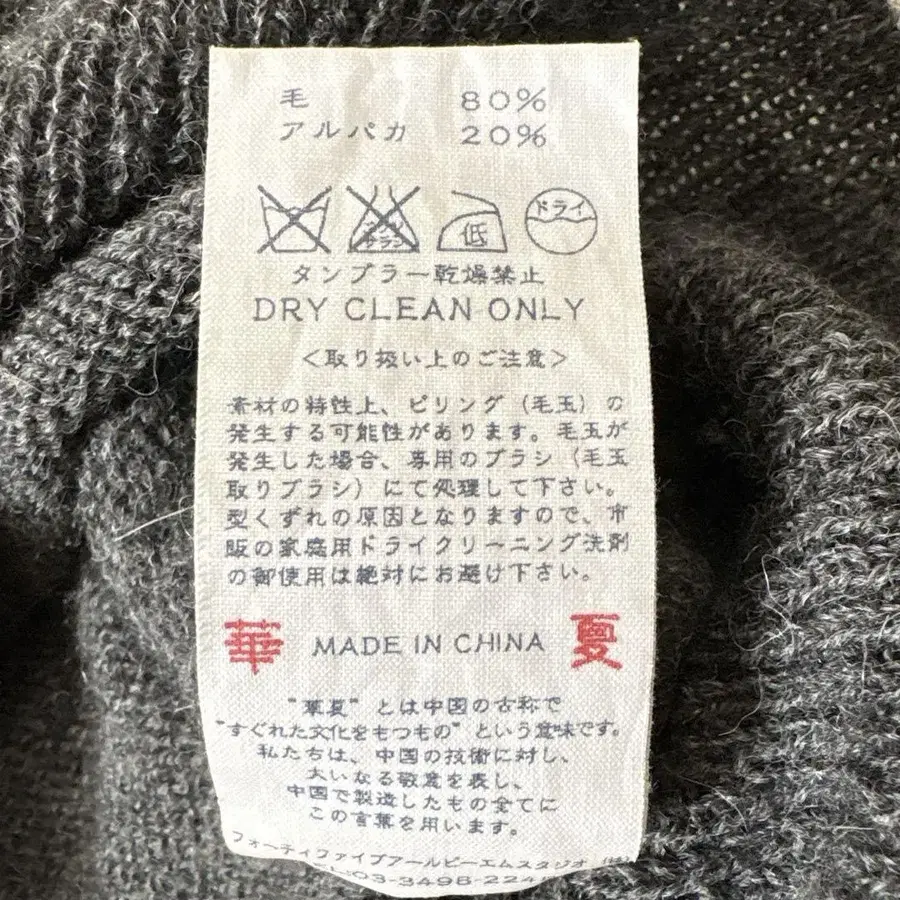 毛 80%
アルパカ 20%
低 ドライ
タンブラー乾燥禁止
DRY CLEAN ONLY
<取り扱い上のご注意>
素材の特性上、ピリング（毛玉）の
発生する可能性があります。毛玉が
発生した場合、専用のブラシ（毛玉
取りブラシ）にて処理して下さい。
型くずれの原因となりますので、市
販の家庭用ドライクリーニング洗剤
の御使用は絶対にお避け下さい。
華 MADE IN CHINA 夏
"華夏" とは中国の古称で
"すぐれた文化をもつもの" という意味です。
私たちは、中国の技術に対し、
大いなる敬意を表し、
中国で製造したもの全てに
この言葉を用います。
フォーティファイブアールピーエムスタジオ（株）
03-3496-224